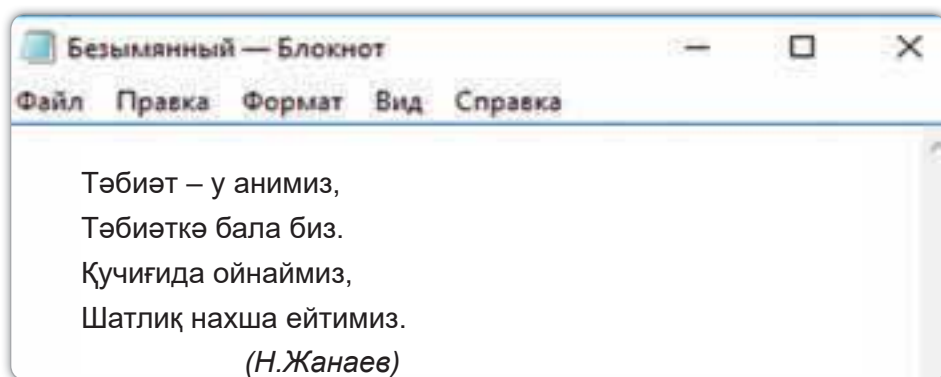 Безымянный — Блокнот
Файл Правка Формат Вид Справка
Тәбиәт – у анимиз,
Тәбиәткә бала биз.
Қучиғида ойнаймиз,
Шатлиқ нахша ейтимиз.
(Н.Жанаев)